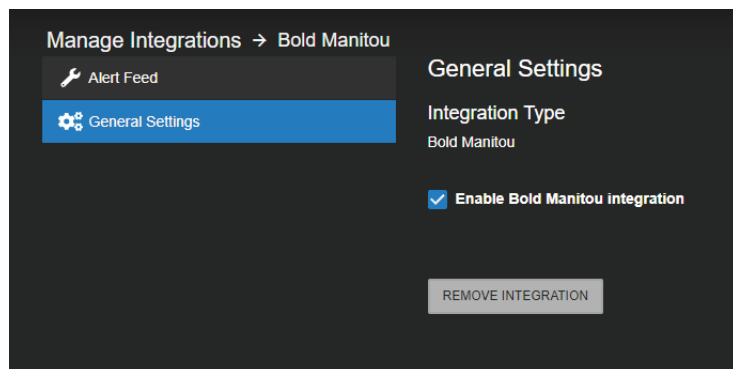 Manage Integrations → Bold Manitou
Alert Feed
General Settings
General Settings
Integration Type
Bold Manitou
Enable Bold Manitou integration
REMOVE INTEGRATION